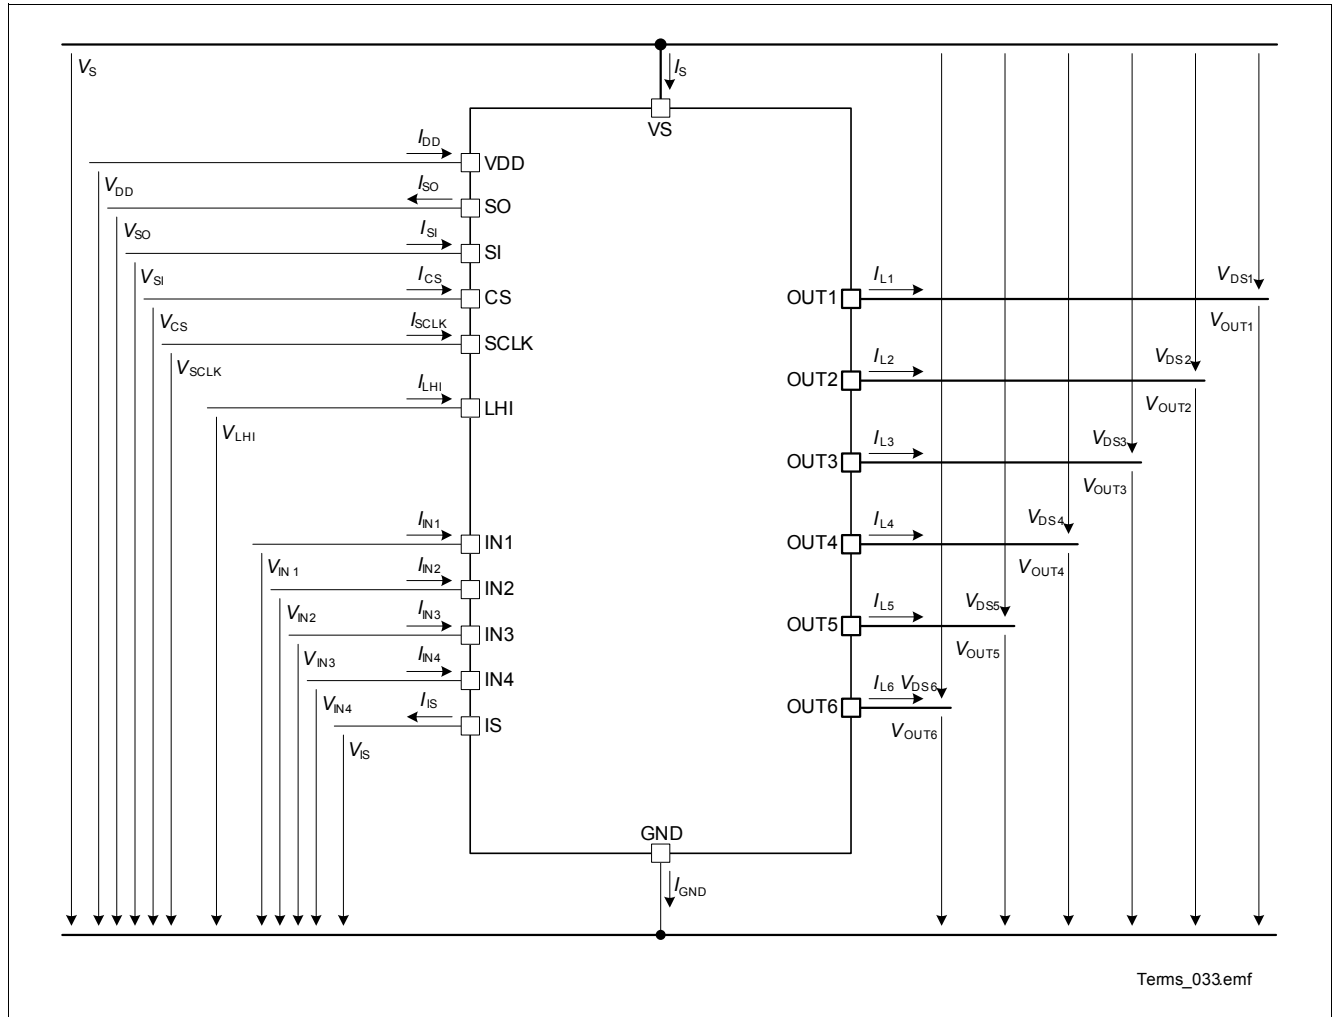 VS
IS
VS
IDD
VDD
VDD
ISO
SO
VSO
ISI
SI
VSI
ICS
CS
VCS
ISCLK
SCLK
VSCLK
ILHI
LHI
VLHI
IIN1
IN1
VIN1
IIN2
IN2
VIN2
IIN3
IN3
VIN3
IIN4
IN4
VIN4
IIS
IS
VIS
OUT1
IL1
VDS1
VOUT1
OUT2
IL2
VDS2
VOUT2
OUT3
IL3
VDS3
VOUT3
OUT4
IL4
VDS4
VOUT4
OUT5
IL5
VDS5
VOUT5
OUT6
IL6
VDS6
VOUT6
GND
IGND
Terms_033.emf